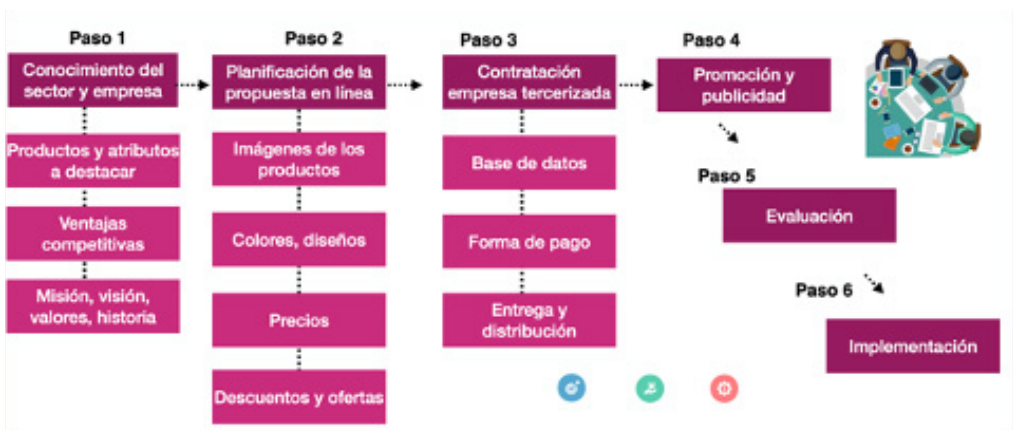 Paso 1
Conocimiento del
sector y empresa
Productos y atributos
a destacar
Ventajas
competitivas
Misión, visión,
valores, historia
Paso 2
Planificación de la
propuesta en línea
Imágenes de los
productos
Colores, diseños
Precios
Descuentos y ofertas
Paso 3
Contratación
empresa tercerizada
Base de datos
Forma de pago
Entrega y
distribución
Paso 4
Promoción y
publicidad
Paso 5
Evaluación
Paso 6
Implementación